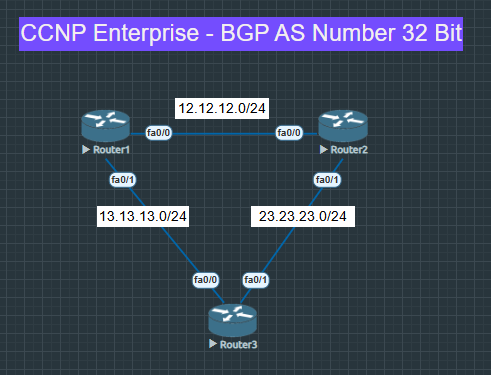 CCNP Enterprise - BGP AS Number 32 Bit
12.12.12.0/24
fa0/0
fa0/0
Router1
Router2
fa0/1
fa0/1
13.13.13.0/24
23.23.23.0/24
fa0/0
fa0/1
Router3